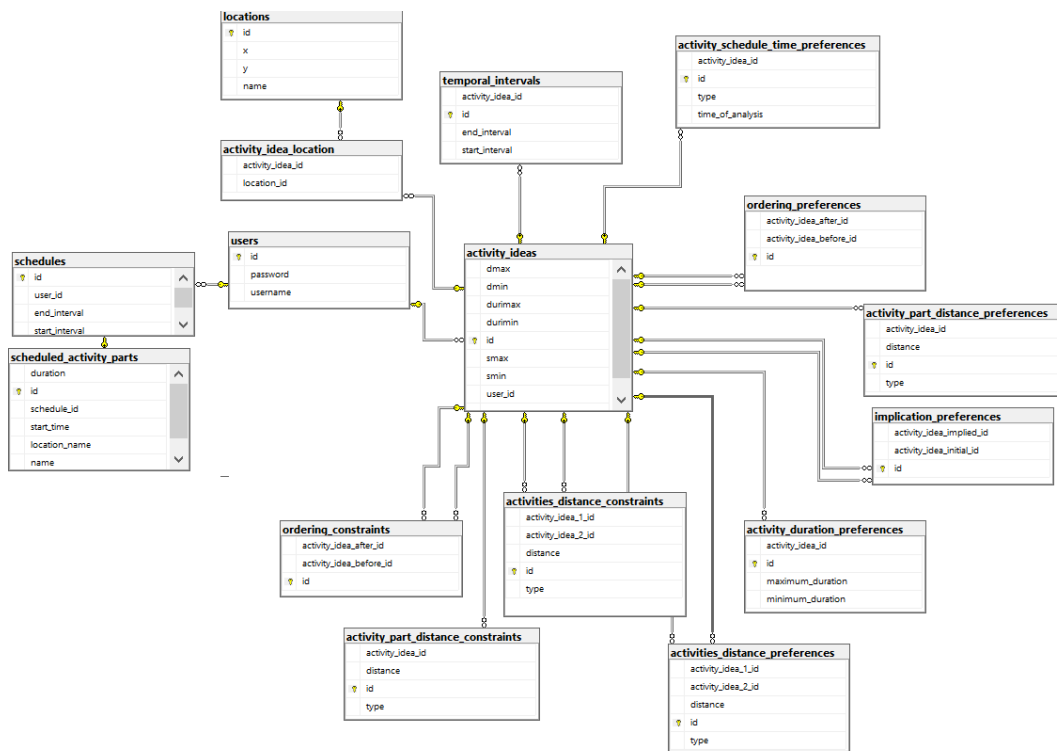 locations
id
x
y
name
activity_schedule_time_preferences
activity_idea_id
id
type
time_of_analysis
temporal_intervals
activity_idea_id
id
end_interval
start_interval
activity_idea_location
activity_idea_id
location_id
ordering_preferences
activity_idea_after_id
activity_idea_before_id
id
users
id
password
username
schedules
id
user_id
end_interval
start_interval
activity_ideas
dmax
dmin
durimax
durimin
id
smax
smin
user_id
activity_part_distance_preferences
activity_idea_id
distance
id
type
scheduled_activity_parts
duration
id
schedule_id
start_time
location_name
name
implication_preferences
activity_idea_implied_id
activity_idea_initial_id
id
activities_distance_constraints
activity_idea_1_id
activity_idea_2_id
distance
id
type
ordering_constraints
activity_idea_after_id
activity_idea_before_id
id
activity_duration_preferences
activity_idea_id
id
maximum_duration
minimum_duration
activity_part_distance_constraints
activity_idea_id
distance
id
type
activities_distance_preferences
activity_idea_1_id
activity_idea_2_id
distance
id
type